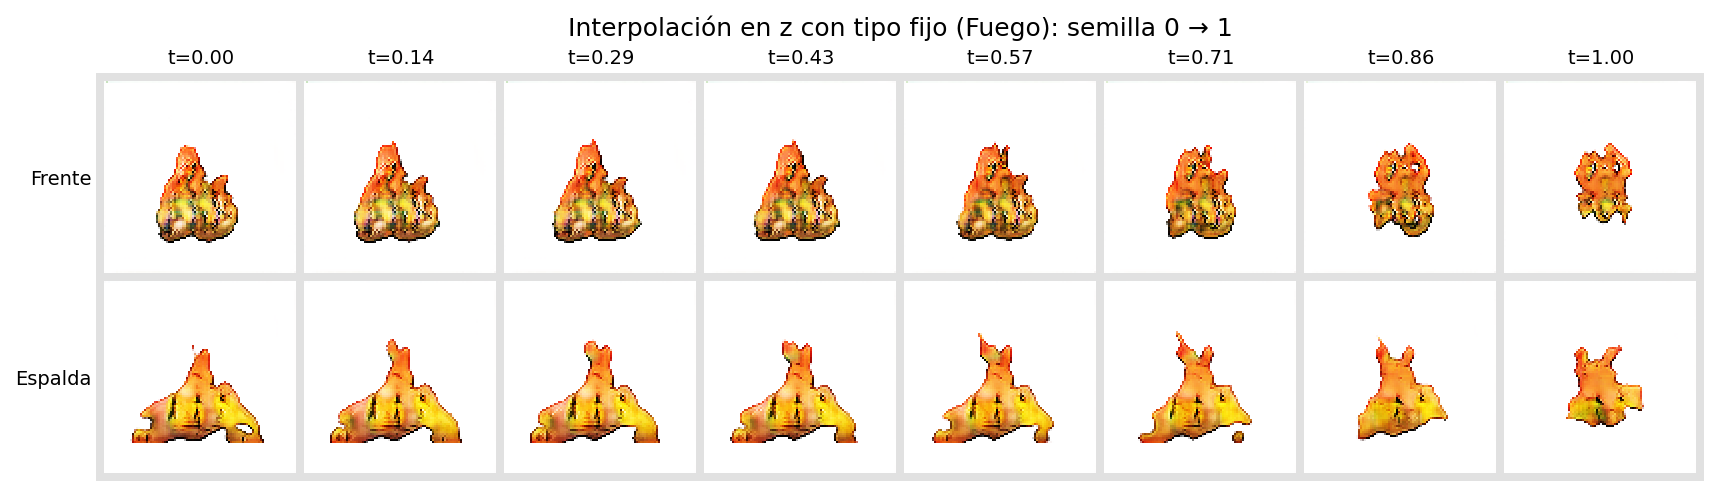 Interpolación en z con tipo fijo (Fuego): semilla 0 → 1
t=0.00 t=0.14 t=0.29 t=0.43 t=0.57 t=0.71 t=0.86 t=1.00
Frente
Espalda